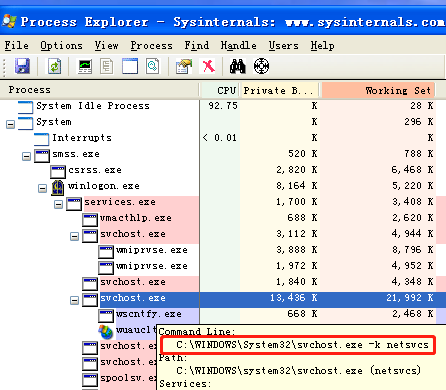 Process Explorer - Sysinternals: www.sysinternals.com
File Options View Process Find Handle Users Help
Process CPU Private B... Working Set
System Idle Process 92.75 K 28 K
System K 296 K
Interrupts < 0.01 K K
smss.exe 520 K 788 K
csrss.exe 2,820 K 6,468 K
winlogon.exe 8,164 K 5,220 K
services.exe 1,700 K 3,408 K
vmacthlp.exe 688 K 2,620 K
svchost.exe 3,112 K 4,944 K
wmiprvse.exe 3,888 K 8,796 K
wmiprvse.exe 1,972 K 4,952 K
svchost.exe 1,840 K 4,348 K
svchost.exe 13,436 K 21,992 K
wscntfy.exe 668 K 2,468 K
wuauclt
Command Line:
svchost.e
C:\WINDOWS\System32\svchost.exe -k netsvcs
Path:
svchost.e
C:\WINDOWS\System32\svchost.exe (netsvcs)
spoolsv.e
Services: